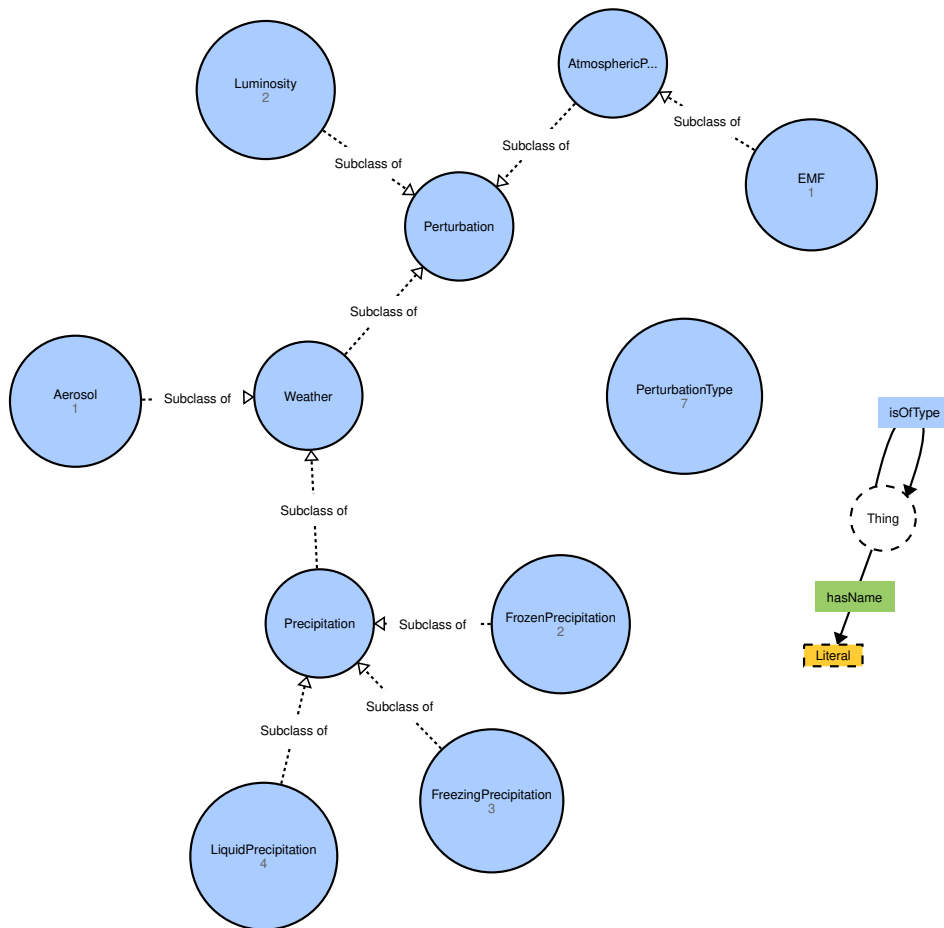 Luminosity
2
AtmosphericP...
Subclass of
Subclass of
Subclass of
EMF
1
Perturbation
Subclass of
Aerosol
1
Subclass of
Weather
PerturbationType
7
isOfType
Subclass of
Thing
hasName
Precipitation
Subclass of
FrozenPrecipitation
2
Literal
Subclass of
Subclass of
FreezingPrecipitation
3
LiquidPrecipitation
4